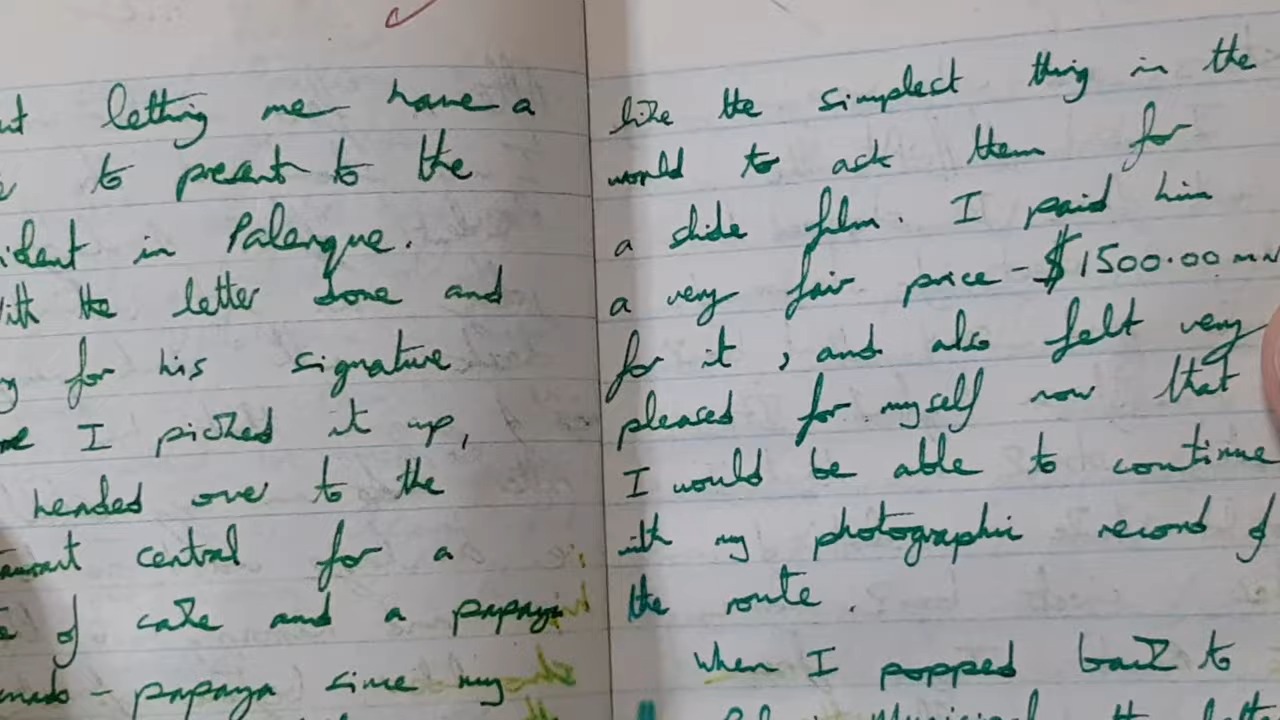 letting me have a
to present to the
in Palenque.
the letter done and
for his signature
I picked it up,
headed over to the
central for a
of cake and a papaya
- papaya since my
like the simplest thing in the
world to ask them for
a slide film. I paid him
a very fair price - $1500.00 mn
for it, and also felt very
pleased for myself now that
I would be able to continue
with my photographic record of
the route.
When I popped back to
Municipal the